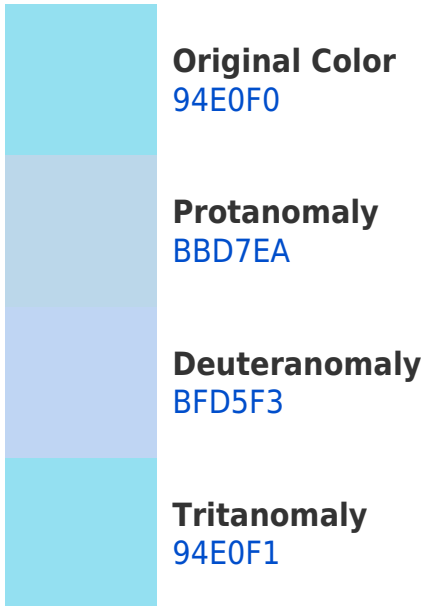 Original Color
94E0F0
Protanomaly
BBD7EA
Deuteranomaly
BFD5F3
Tritanomaly
94E0F1